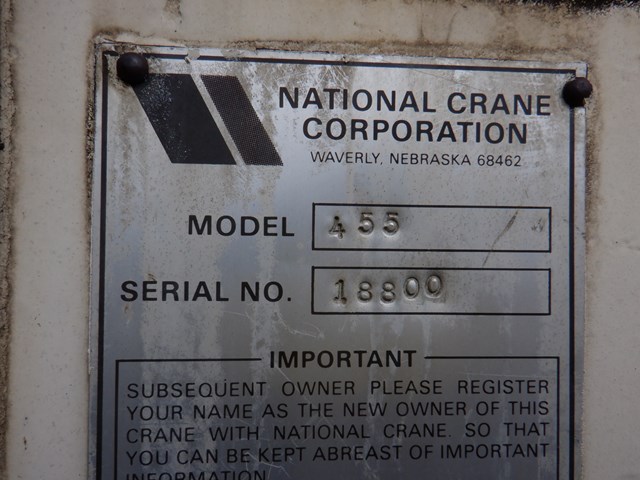 NATIONAL CRANE
CORPORATION
WAVERLY, NEBRASKA 68462
MODEL 455
SERIAL NO. 18800
IMPORTANT
SUBSEQUENT OWNER PLEASE REGISTER
YOUR NAME AS THE NEW OWNER OF THIS
CRANE WITH NATIONAL CRANE. SO THAT
YOU CAN BE KEPT ABREAST OF IMPORTANT
INFORMATION